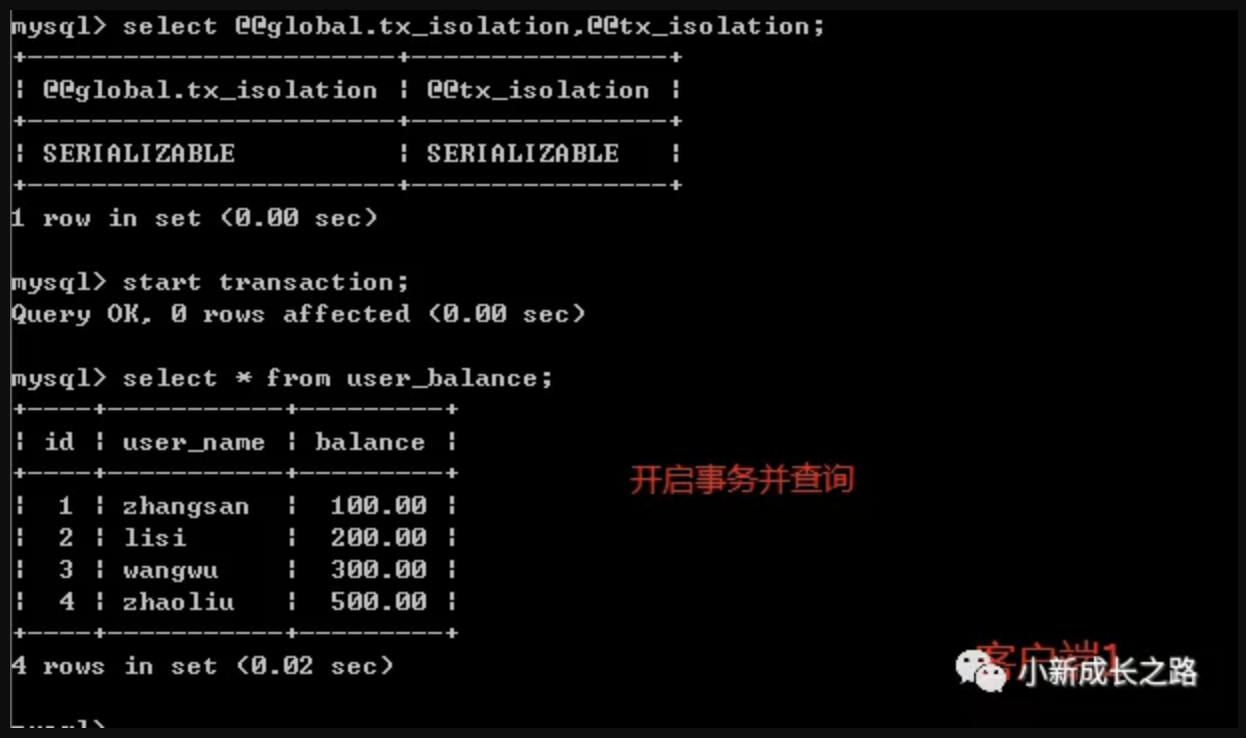 mysql> select @@global.tx_isolation,@@tx_isolation;
+-----------------------+----------------+
| @@global.tx_isolation | @@tx_isolation |
+-----------------------+----------------+
| SERIALIZABLE          | SERIALIZABLE   |
+-----------------------+----------------+
1 row in set (0.00 sec)
mysql> start transaction;
Query OK, 0 rows affected (0.00 sec)
mysql> select * from user_balance;
+----+-----------+---------+
| id | user_name | balance |
+----+-----------+---------+
开启事务并查询
|  1 | zhangsan  |  100.00 |
|  2 | lisi      |  200.00 |
|  3 | wangwu    |  300.00 |
|  4 | zhaoliu   |  500.00 |
+----+-----------+---------+
客户端1
4 rows in set (0.02 sec)
小新成长之路
mysql>